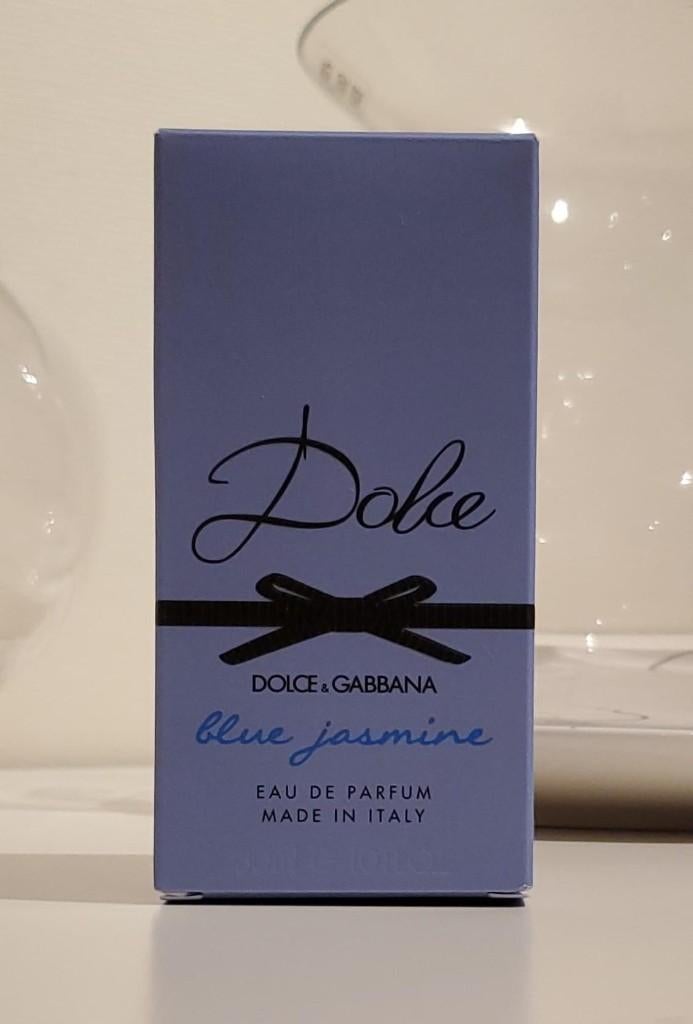 Dolce
DOLCE & GABBANA
blue jasmine
EAU DE PARFUM
MADE IN ITALY